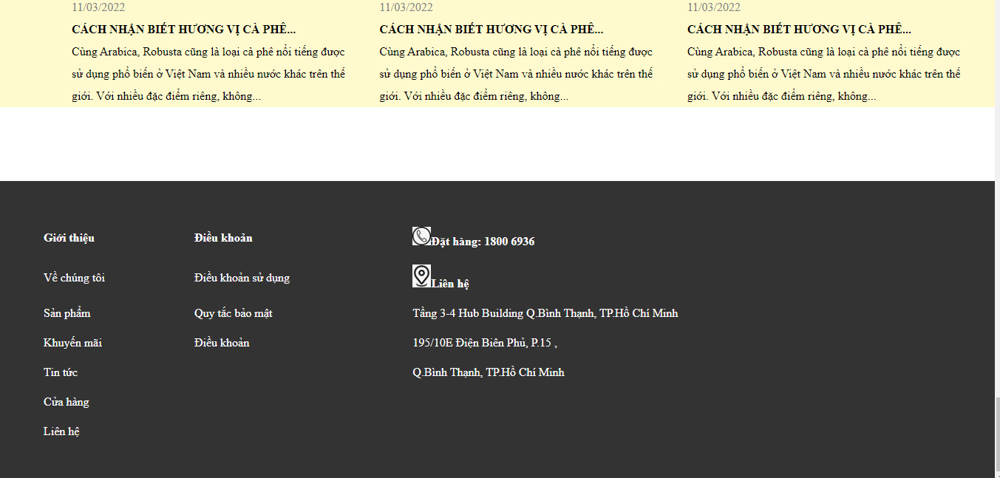 11/03/2022
CÁCH NHẬN BIẾT HƯƠNG VỊ CÀ PHÊ...
Cùng Arabica, Robusta cũng là loại cà phê nổi tiếng được
sử dụng phổ biến ở Việt Nam và nhiều nước khác trên thế
giới. Với nhiều đặc điểm riêng, không...
11/03/2022
CÁCH NHẬN BIẾT HƯƠNG VỊ CÀ PHÊ...
Cùng Arabica, Robusta cũng là loại cà phê nổi tiếng được
sử dụng phổ biến ở Việt Nam và nhiều nước khác trên thế
giới. Với nhiều đặc điểm riêng, không...
11/03/2022
CÁCH NHẬN BIẾT HƯƠNG VỊ CÀ PHÊ...
Cùng Arabica, Robusta cũng là loại cà phê nổi tiếng được
sử dụng phổ biến ở Việt Nam và nhiều nước khác trên thế
giới. Với nhiều đặc điểm riêng, không...
Giới thiệu
Về chúng tôi
Sản phẩm
Khuyến mãi
Tin tức
Cửa hàng
Liên hệ
Điều khoản
Điều khoản sử dụng
Quy tắc bảo mật
Điều khoản
Đặt hàng: 1800 6936
Liên hệ
Tầng 3-4 Hub Building Q.Bình Thạnh, TP.Hồ Chí Minh
195/10E Điện Biên Phủ, P.15 ,
Q.Bình Thạnh, TP.Hồ Chí Minh